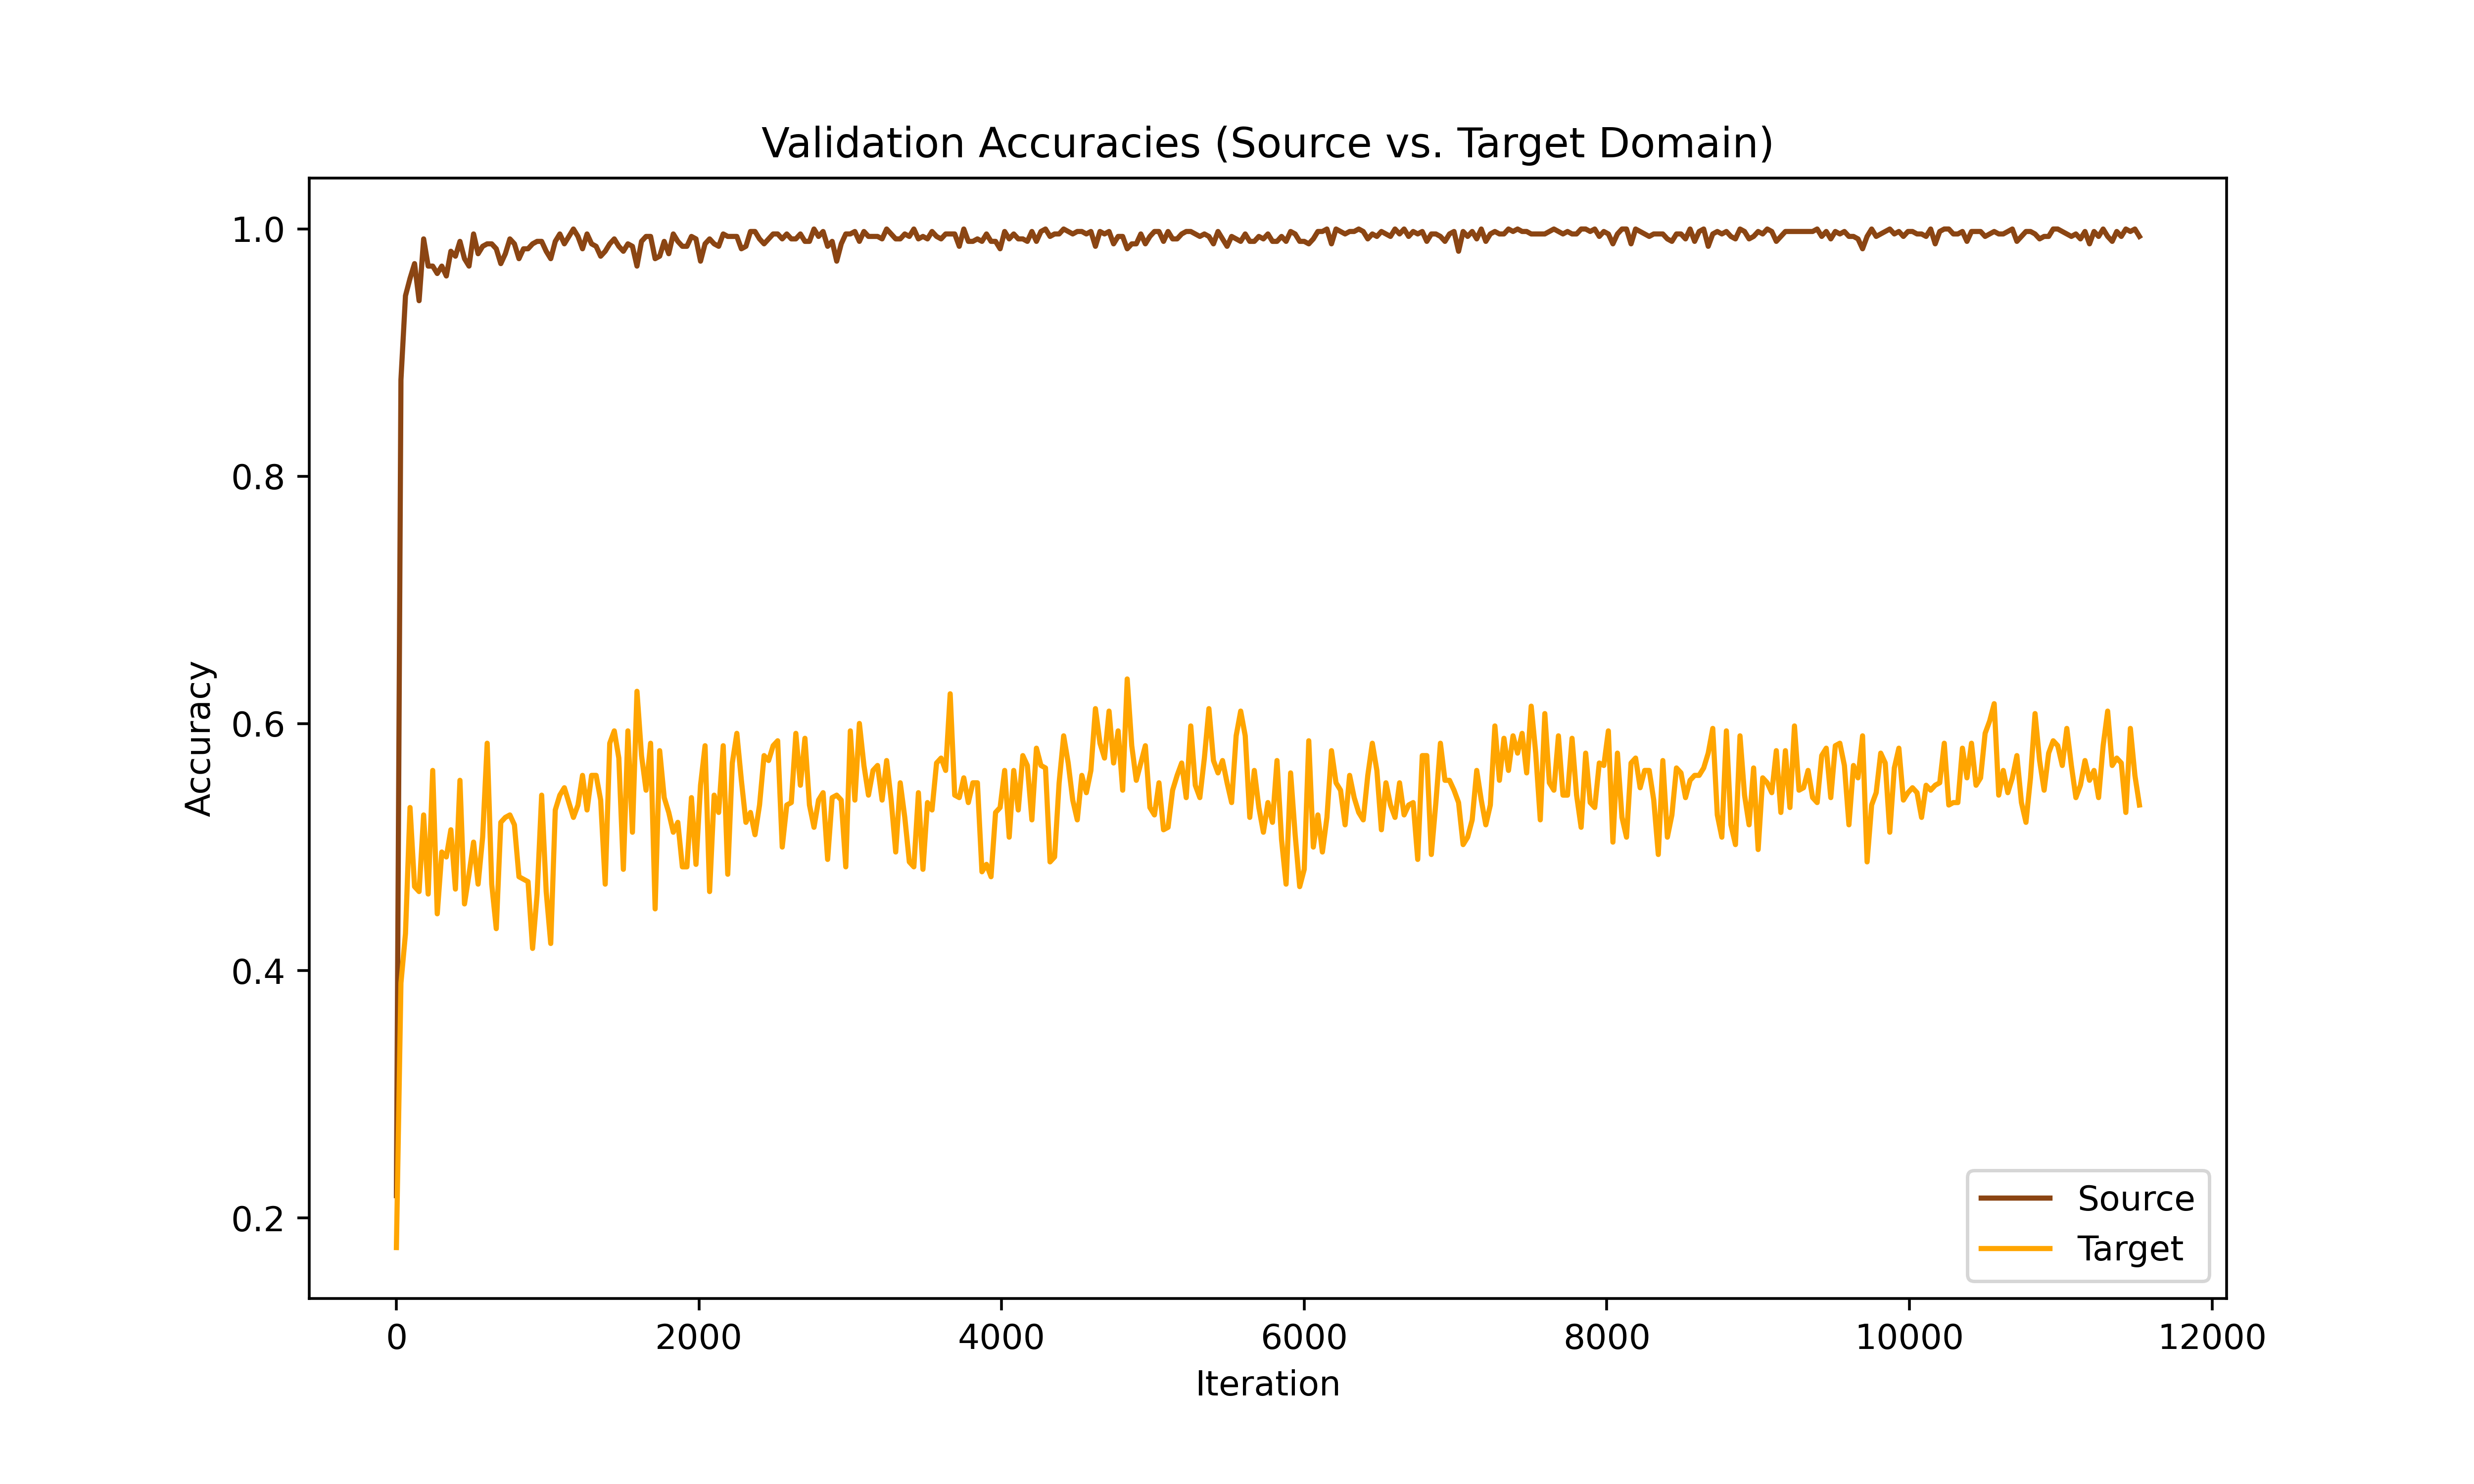 Validation Accuracies (Source vs. Target Domain)
1.0
0.8
0.6
0.4
0.2
Accuracy
0 2000 4000 6000 8000 10000 12000
Iteration
Source
Target